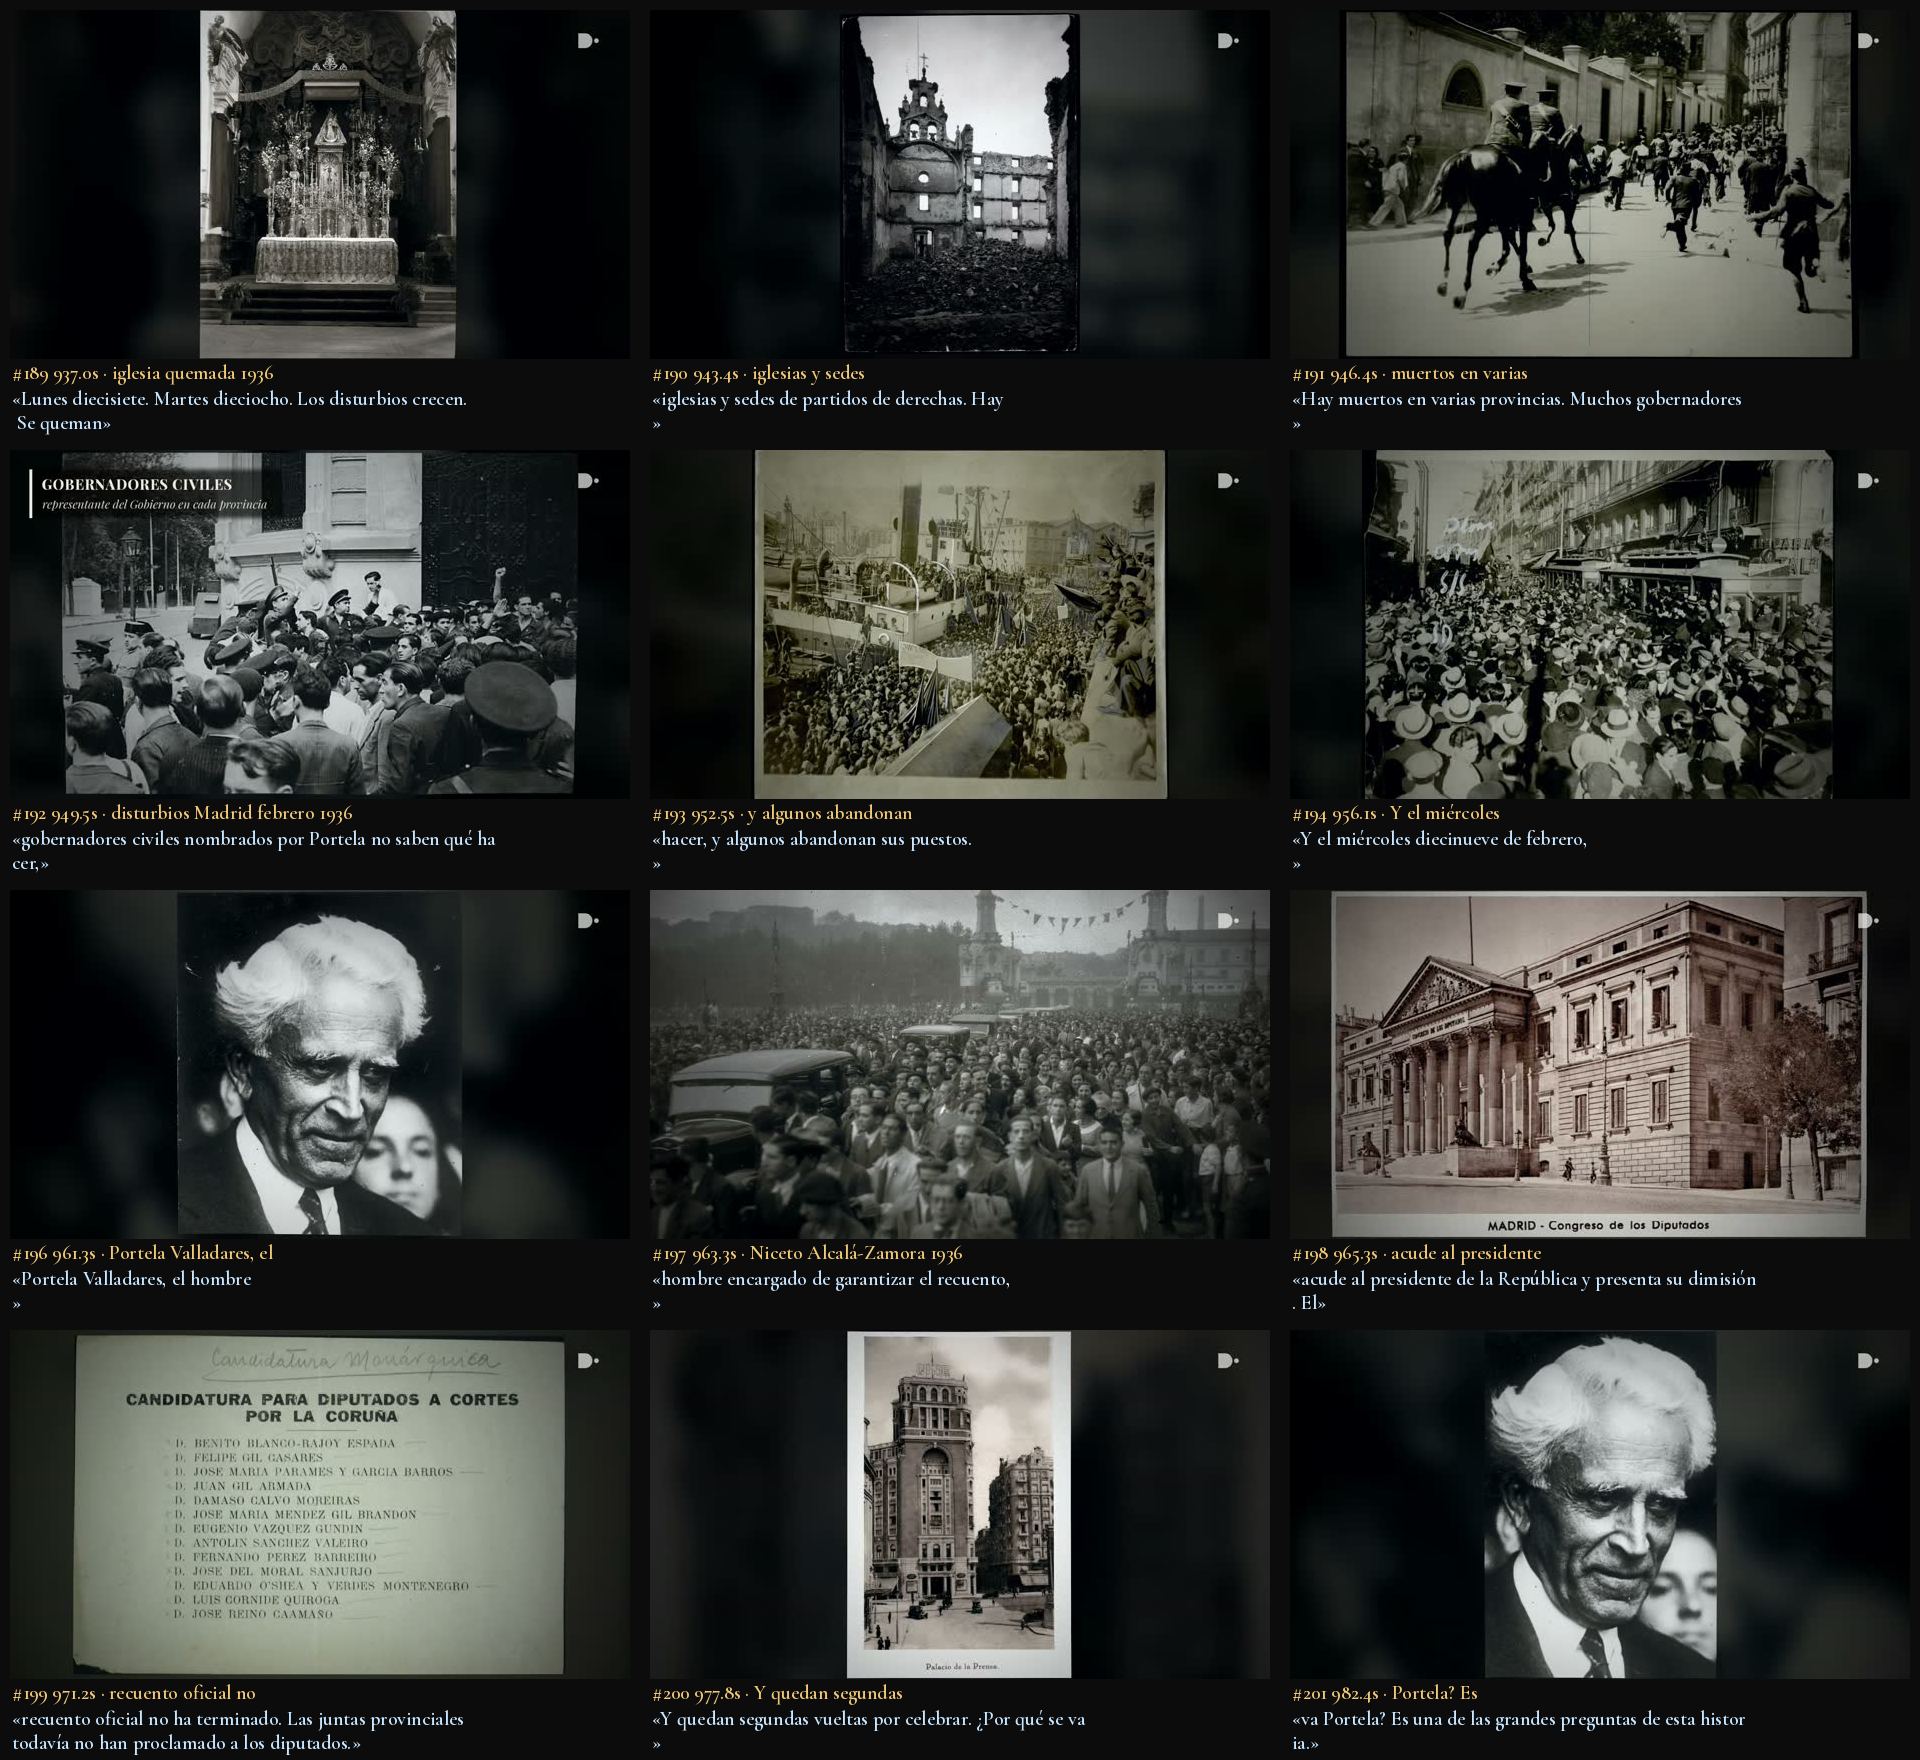 #189 937.0s · iglesia quemada 1936
«Lunes diecisiete. Martes dieciocho. Los disturbios crecen.
Se queman»
#190 943.4s · iglesias y sedes
«iglesias y sedes de partidos de derechas. Hay
»
#191 946.4s · muertos en varias
«Hay muertos en varias provincias. Muchos gobernadores
»
GOBERNADORES CIVILES
representante del Gobierno en cada provincia
#192 949.5s · disturbios Madrid febrero 1936
«gobernadores civiles nombrados por Portela no saben qué ha
cer,»
#193 952.5s · y algunos abandonan
«hacer, y algunos abandonan sus puestos.
»
#194 956.1s · Y el miércoles
«Y el miércoles diecinueve de febrero,
»
#196 961.3s · Portela Valladares, el
«Portela Valladares, el hombre
»
#197 963.3s · Niceto Alcalá-Zamora 1936
«hombre encargado de garantizar el recuento,
»
MADRID - Congreso de los Diputados
#198 965.3s · acude al presidente
«acude al presidente de la República y presenta su dimisión
. El»
Candidatura Monárquica
CANDIDATURA PARA DIPUTADOS A CORTES
POR LA CORUÑA
D. BENITO BLANCO-RAJOY ESPADA
D. FELIPE GIL CASARES
D. JOSE MARIA PARAMES Y GARCIA BARROS
D. JUAN GIL ARMADA
D. DAMASO CALVO MOREIRAS
D. JOSE MARIA MENDEZ GIL BRANDON
D. EUGENIO VAZQUEZ GUNDIN
D. ANTOLIN SANCHEZ VALEIRO
D. FERNANDO PEREZ BARREIRO
D. JOSE DEL MORAL SANJURJO
D. EDUARDO O'SHEA Y VERDES MONTENEGRO
D. LUIS CORNIDE QUIROGA
D. JOSE REINO CAAMAÑO
#199 971.2s · recuento oficial no
«recuento oficial no ha terminado. Las juntas provinciales
todavía no han proclamado a los diputados.»
Palacio de la Prensa.
#200 977.8s · Y quedan segundas
«Y quedan segundas vueltas por celebrar. ¿Por qué se va
»
#201 982.4s · Portela? Es
«va Portela? Es una de las grandes preguntas de esta histor
ia.»